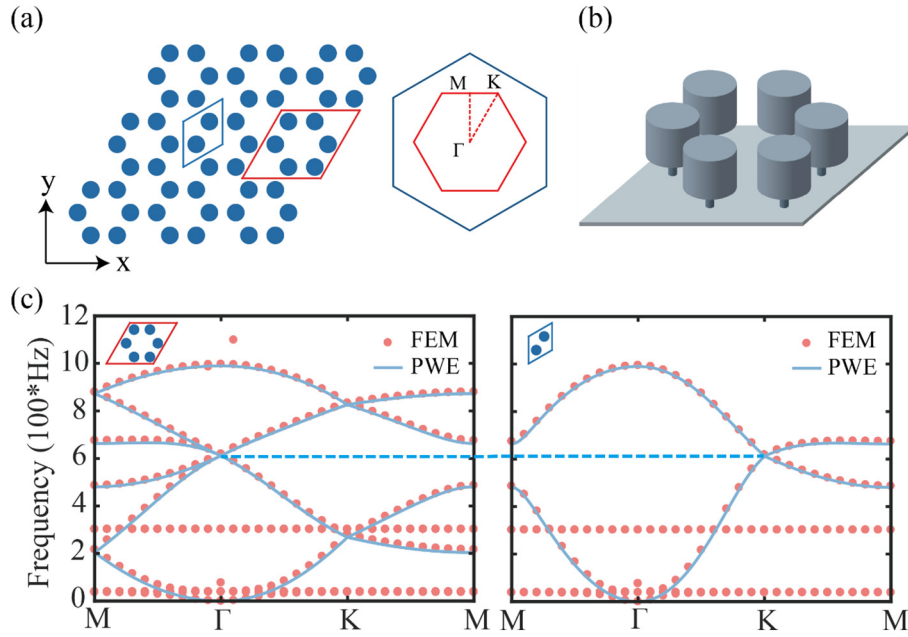 (a)
y
x
M
K
Γ
(b)
(c)
Frequency (100*Hz)
12
10
8
6
4
2
0
FEM
PWE
M
Γ
K
M
FEM
PWE
M
Γ
K
M